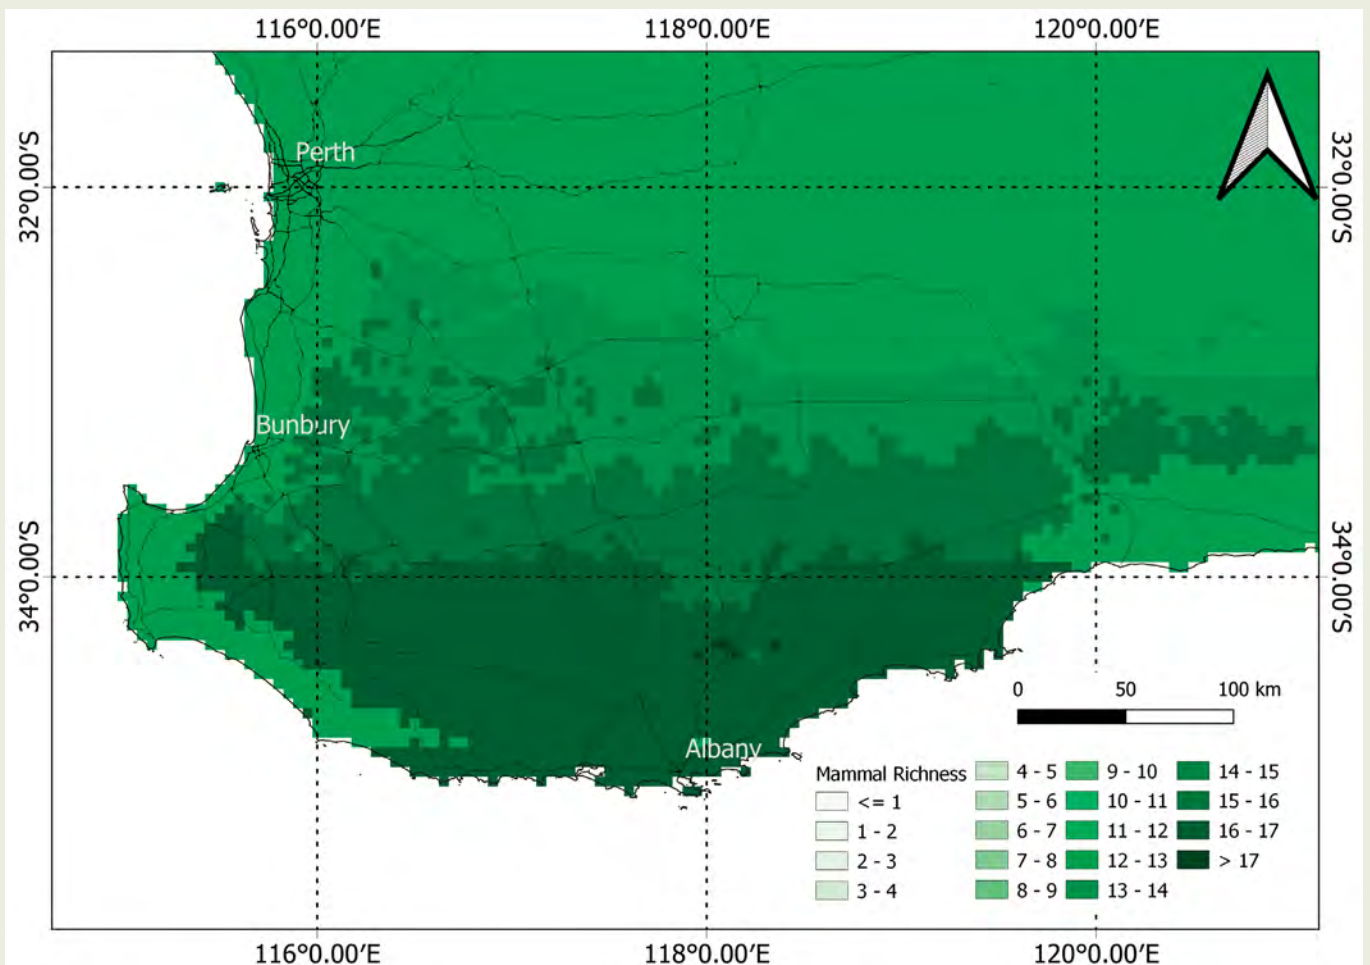 116°0.00′E 118°0.00′E 120°0.00′E
Perth
32°0.00′S 32°0.00′S
Bunbury
34°0.00′S 34°0.00′S
0 50 100 km
Albany
Mammal Richness
<= 1
1 - 2
2 - 3
3 - 4
4 - 5
5 - 6
6 - 7
7 - 8
8 - 9
9 - 10
10 - 11
11 - 12
12 - 13
13 - 14
14 - 15
15 - 16
16 - 17
> 17
116°0.00′E 118°0.00′E 120°0.00′E